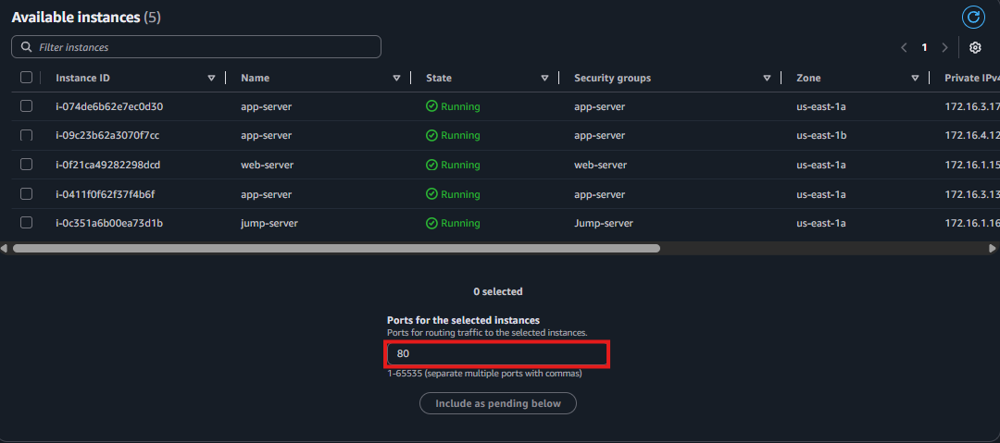 Available instances (5)
Filter instances
1
Instance ID Name State Security groups Zone Private IPv4
i-074de6b62e7ec0d30 app-server Running app-server us-east-1a 172.16.3.17
i-09c23b62a3070f7cc app-server Running app-server us-east-1b 172.16.4.12
i-0f21ca49282298dcd web-server Running web-server us-east-1a 172.16.1.15
i-0411f0f62f37f4b6f app-server Running app-server us-east-1a 172.16.3.13
i-0c351a6b00ea73d1b jump-server Running Jump-server us-east-1a 172.16.1.16
0 selected
Ports for the selected instances
Ports for routing traffic to the selected instances.
80
1-65535 (separate multiple ports with commas)
Include as pending below